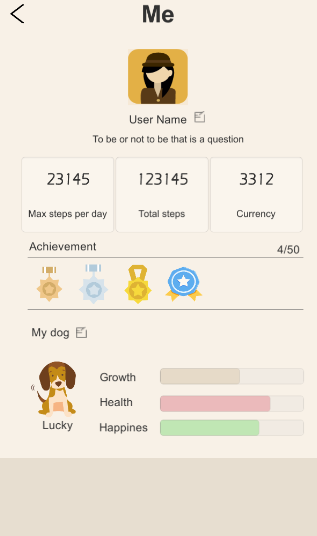 Me
User Name
To be or not to be that is a question
23145 123145 3312
Max steps per day Total steps Currency
Achievement 4/50
My dog
Growth
Health
Lucky
Happines